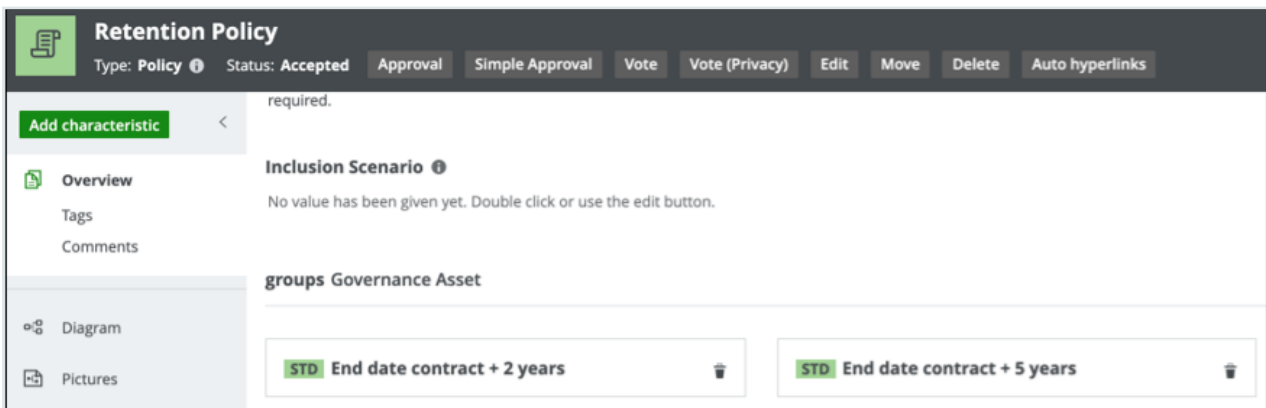 Retention Policy
Type: Policy Status: Accepted Approval Simple Approval Vote Vote (Privacy) Edit Move Delete Auto hyperlinks
Add characteristic
Overview
Tags
Comments
Diagram
Pictures
required.
Inclusion Scenario
No value has been given yet. Double click or use the edit button.
groups Governance Asset
STD End date contract + 2 years
STD End date contract + 5 years